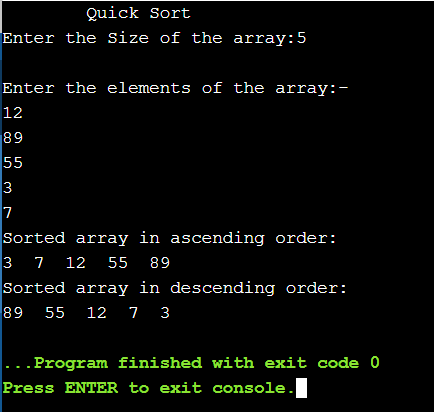 Quick Sort
Enter the Size of the array:5
Enter the elements of the array:-
12
89
55
3
7
Sorted array in ascending order:
3  7  12  55  89
Sorted array in descending order:
89  55  12  7  3
...Program finished with exit code 0
Press ENTER to exit console.